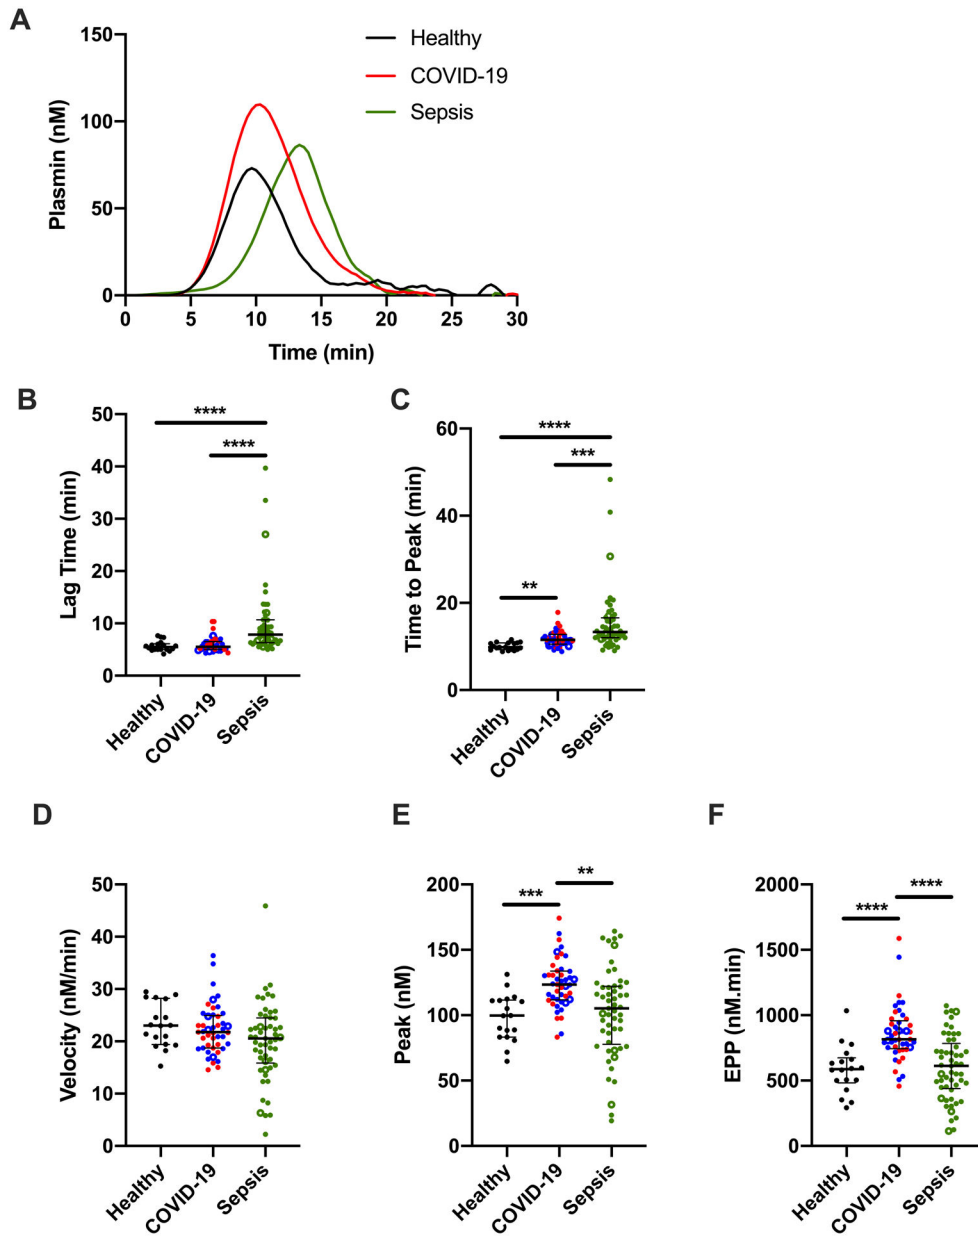 A
150
100
50
0
Plasmin (nM)
Healthy
COVID-19
Sepsis
0 5 10 15 20 25 30
Time (min)
B
50
40
30
20
10
0
Lag Time (min)
****
****
Healthy
COVID-19
Sepsis
C
60
40
20
0
Time to Peak (min)
****
***
**
Healthy
COVID-19
Sepsis
D
50
40
30
20
10
0
Velocity (nM/min)
Healthy
COVID-19
Sepsis
E
200
150
100
50
0
Peak (nM)
***
**
Healthy
COVID-19
Sepsis
F
2000
1500
1000
500
0
EPP (nM.min)
****
****
Healthy
COVID-19
Sepsis